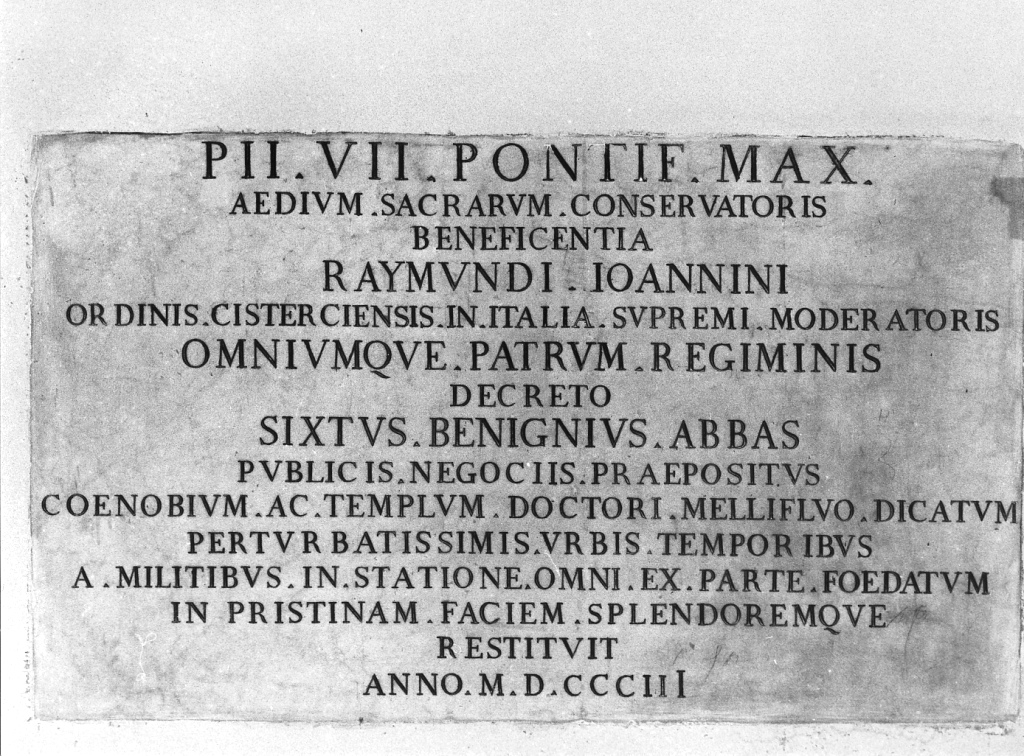 PII . VII . PONTIF . MAX .
AEDIVM . SACRARVM . CONSERVATORIS
BENEFICENTIA
RAYMVNDI . IOANNINI
ORDINIS . CISTERCIENSIS . IN . ITALIA . SVPREMI . MODERATORIS
OMNIVMQVE . PATRVM . REGIMINIS
DECRETO
SIXTVS . BENIGNIVS . ABBAS
PVBLICIS . NEGOCIIS . PRAEPOSITVS
COENOBIVM . AC . TEMPLVM . DOCTORI . MELLIFLVO . DICATVM
PERTVRBATISSIMIS . VRBIS . TEMPORIBVS
A . MILITIBVS . IN . STATIONE . OMNI . EX . PARTE . FOEDATVM
IN PRISTINAM . FACIEM . SPLENDOREMQVE
RESTITVIT
ANNO . M . D . CCCIII